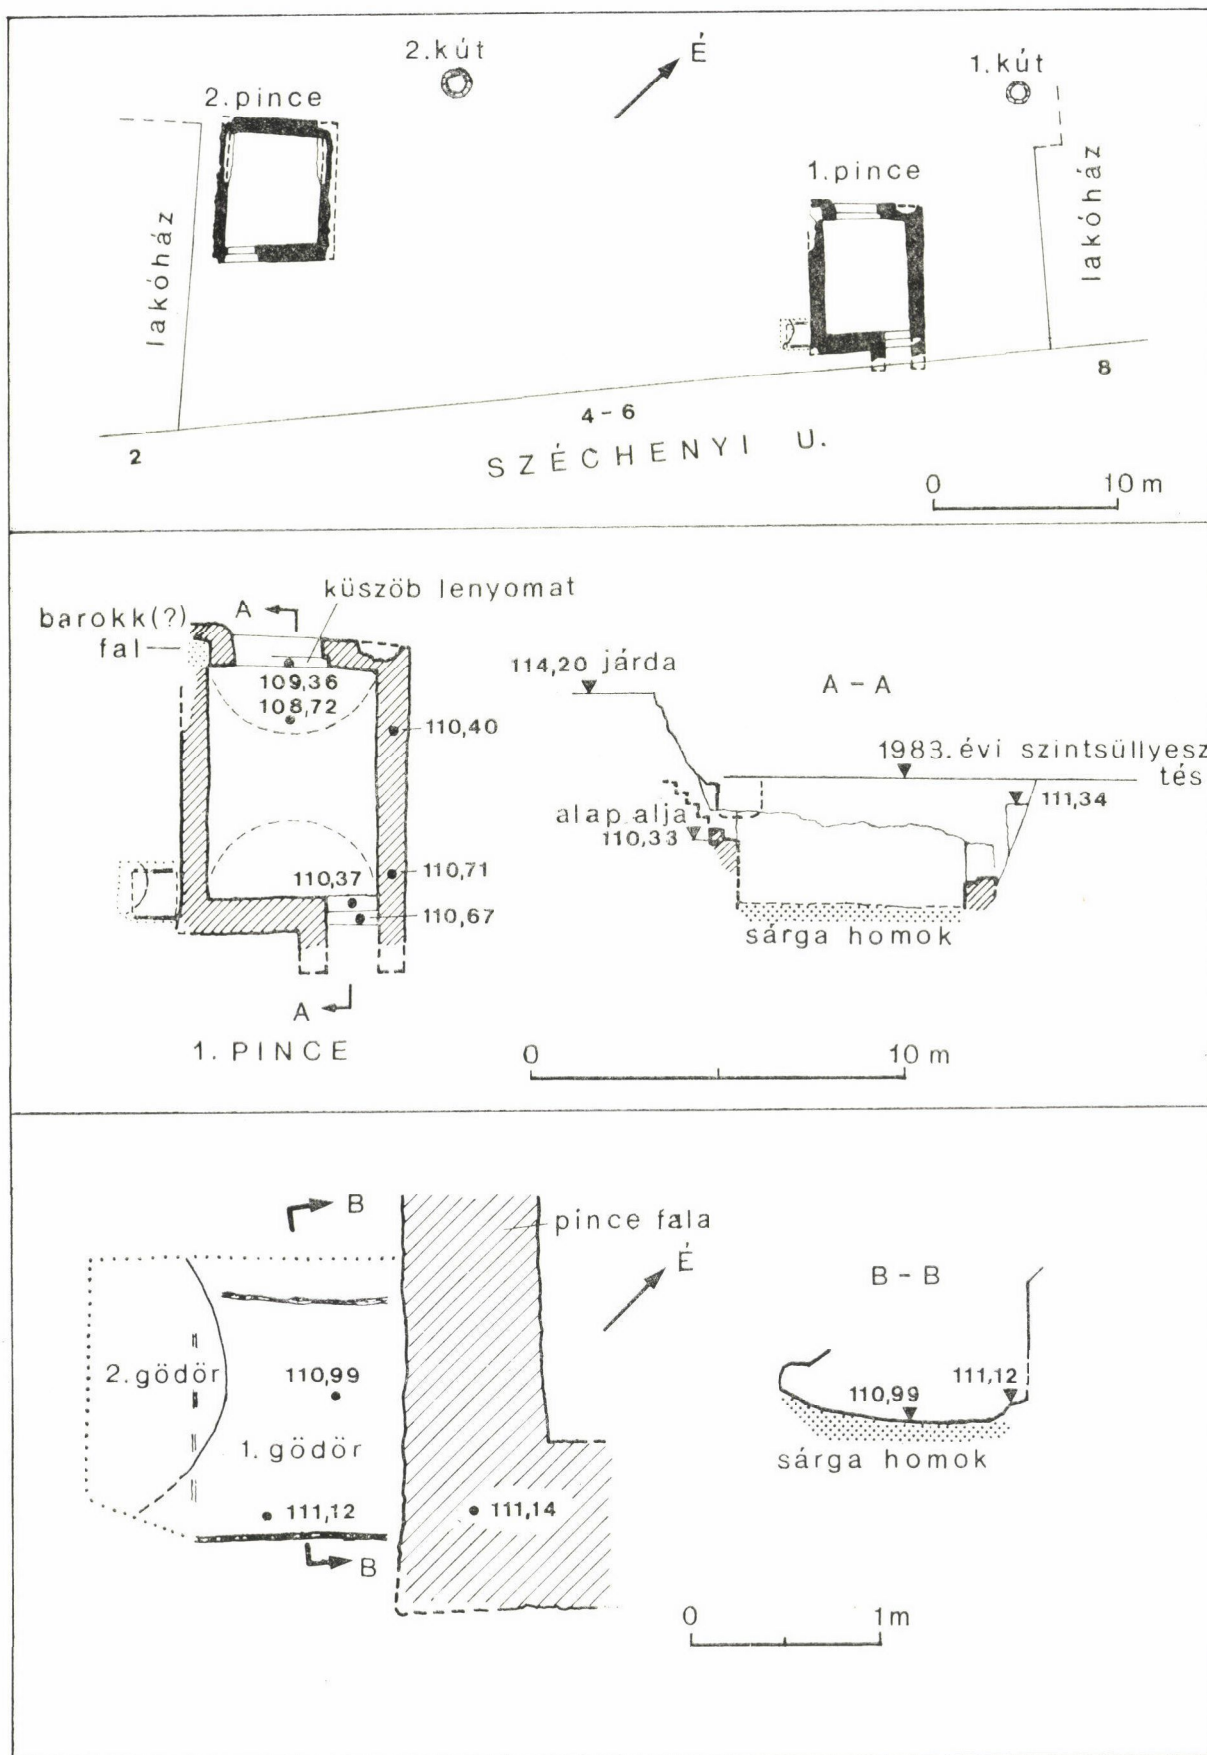 2.kút
É
1.kút
2.pince
1.pince
lakóház
lakóház
8
4-6
2
SZÉCHENYI U.
0 10 m
küszöb lenyomat
A
barokk(?)
fal
109,36
108,72
110,40
110,37
110,71
110,67
A
1. PINCE
114,20 járda
A-A
1983. évi szintsüllyesz
tés
111,34
alap alja
110,33
sárga homok
0 10 m
B
pince fala
É
B-B
2.gödör
110,99
1.gödör
111,12
111,14
B
111,12
110,99
sárga homok
0 1m